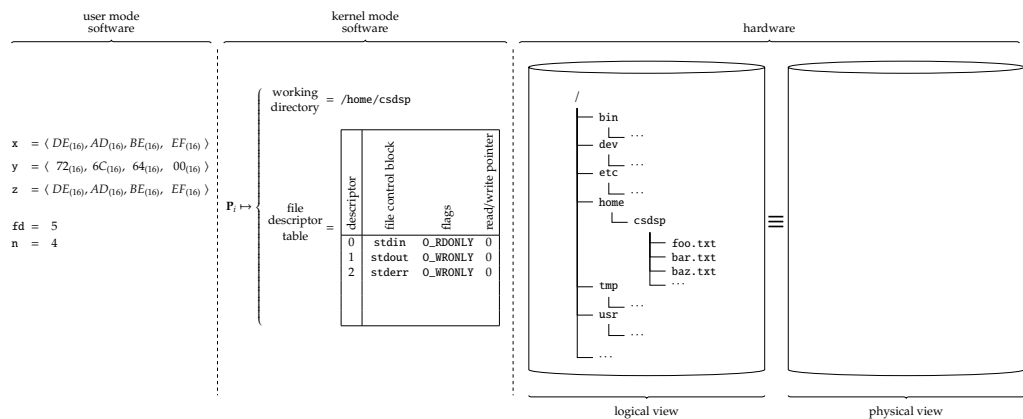 user mode
software
kernel mode
software
hardware
x = ⟨ DE(16), AD(16), BE(16), EF(16) ⟩
y = ⟨ 72(16), 6C(16), 64(16), 00(16) ⟩
z = ⟨ DE(16), AD(16), BE(16), EF(16) ⟩
fd = 5
n = 4
Pi ↦
working
directory = /home/csdsp
file
descriptor
table =
descriptor file control block flags read/write pointer
0 stdin O_RDONLY 0
1 stdout O_WRONLY 0
2 stderr O_WRONLY 0
/
bin
...
dev
...
etc
...
home
csdsp
foo.txt
bar.txt
baz.txt
...
tmp
...
usr
...
...
≡
logical view
physical view